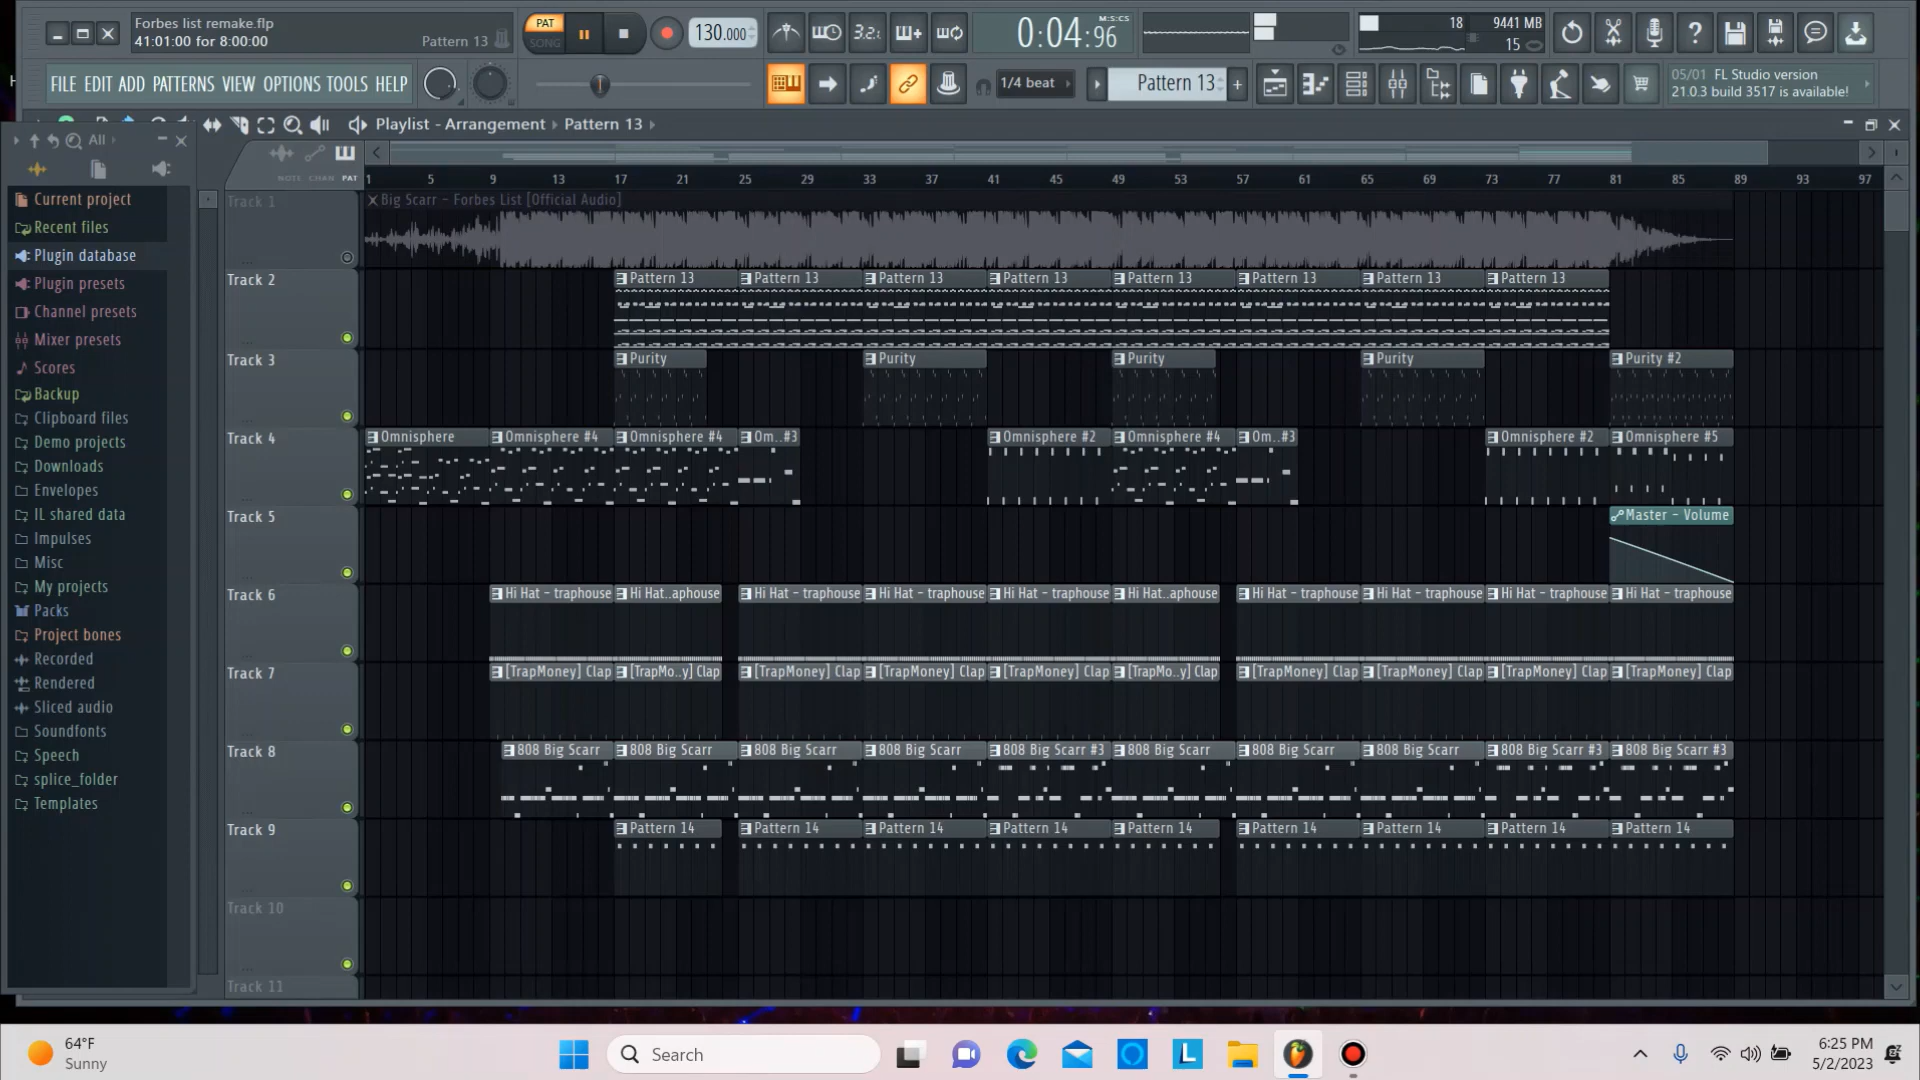 Forbes list remake.flp
41:01:00 for 8:00:00
Pattern 13
PAT
SONG
130.000
3.2.
0:04:96
M:S:CS
18
9441 MB
15
FILE EDIT ADD PATTERNS VIEW OPTIONS TOOLS HELP
1/4 beat
Pattern 13
05/01 FL Studio version
21.0.3 build 3517 is available!
All
Playlist - Arrangement
Pattern 13
NOTE CHAN PAT
1 5 9 13 17 21 25 29 33 37 41 45 49 53 57 61 65 69 73 77 81 85 89 93 97
Current project
Recent files
Plugin database
Plugin presets
Channel presets
Mixer presets
Scores
Backup
Clipboard files
Demo projects
Downloads
Envelopes
IL shared data
Impulses
Misc
My projects
Packs
Project bones
Recorded
Rendered
Sliced audio
Soundfonts
Speech
splice_folder
Templates
Track 1
Big Scarr - Forbes List [Official Audio]
Track 2
Pattern 13 Pattern 13 Pattern 13 Pattern 13 Pattern 13 Pattern 13 Pattern 13 Pattern 13
Track 3
Purity Purity Purity Purity Purity #2
Track 4
Omnisphere Omnisphere #4 Omnisphere #4 Om..#3 Omnisphere #2 Omnisphere #4 Om..#3 Omnisphere #2 Omnisphere #5
Track 5
Master - Volume
Track 6
Hi Hat - traphouse Hi Hat..aphouse Hi Hat - traphouse Hi Hat - traphouse Hi Hat - traphouse Hi Hat..aphouse Hi Hat - traphouse Hi Hat - traphouse Hi Hat - traphouse Hi Hat - traphouse
Track 7
[TrapMoney] Clap [TrapMo..y] Clap [TrapMoney] Clap [TrapMoney] Clap [TrapMoney] Clap [TrapMo..y] Clap [TrapMoney] Clap [TrapMoney] Clap [TrapMoney] Clap [TrapMoney] Clap
Track 8
808 Big Scarr 808 Big Scarr 808 Big Scarr 808 Big Scarr 808 Big Scarr #3 808 Big Scarr 808 Big Scarr 808 Big Scarr 808 Big Scarr #3 808 Big Scarr #3
Track 9
Pattern 14 Pattern 14 Pattern 14 Pattern 14 Pattern 14 Pattern 14 Pattern 14 Pattern 14 Pattern 14
Track 10
Track 11
64°F
Sunny
Search
L
6:25 PM
5/2/2023